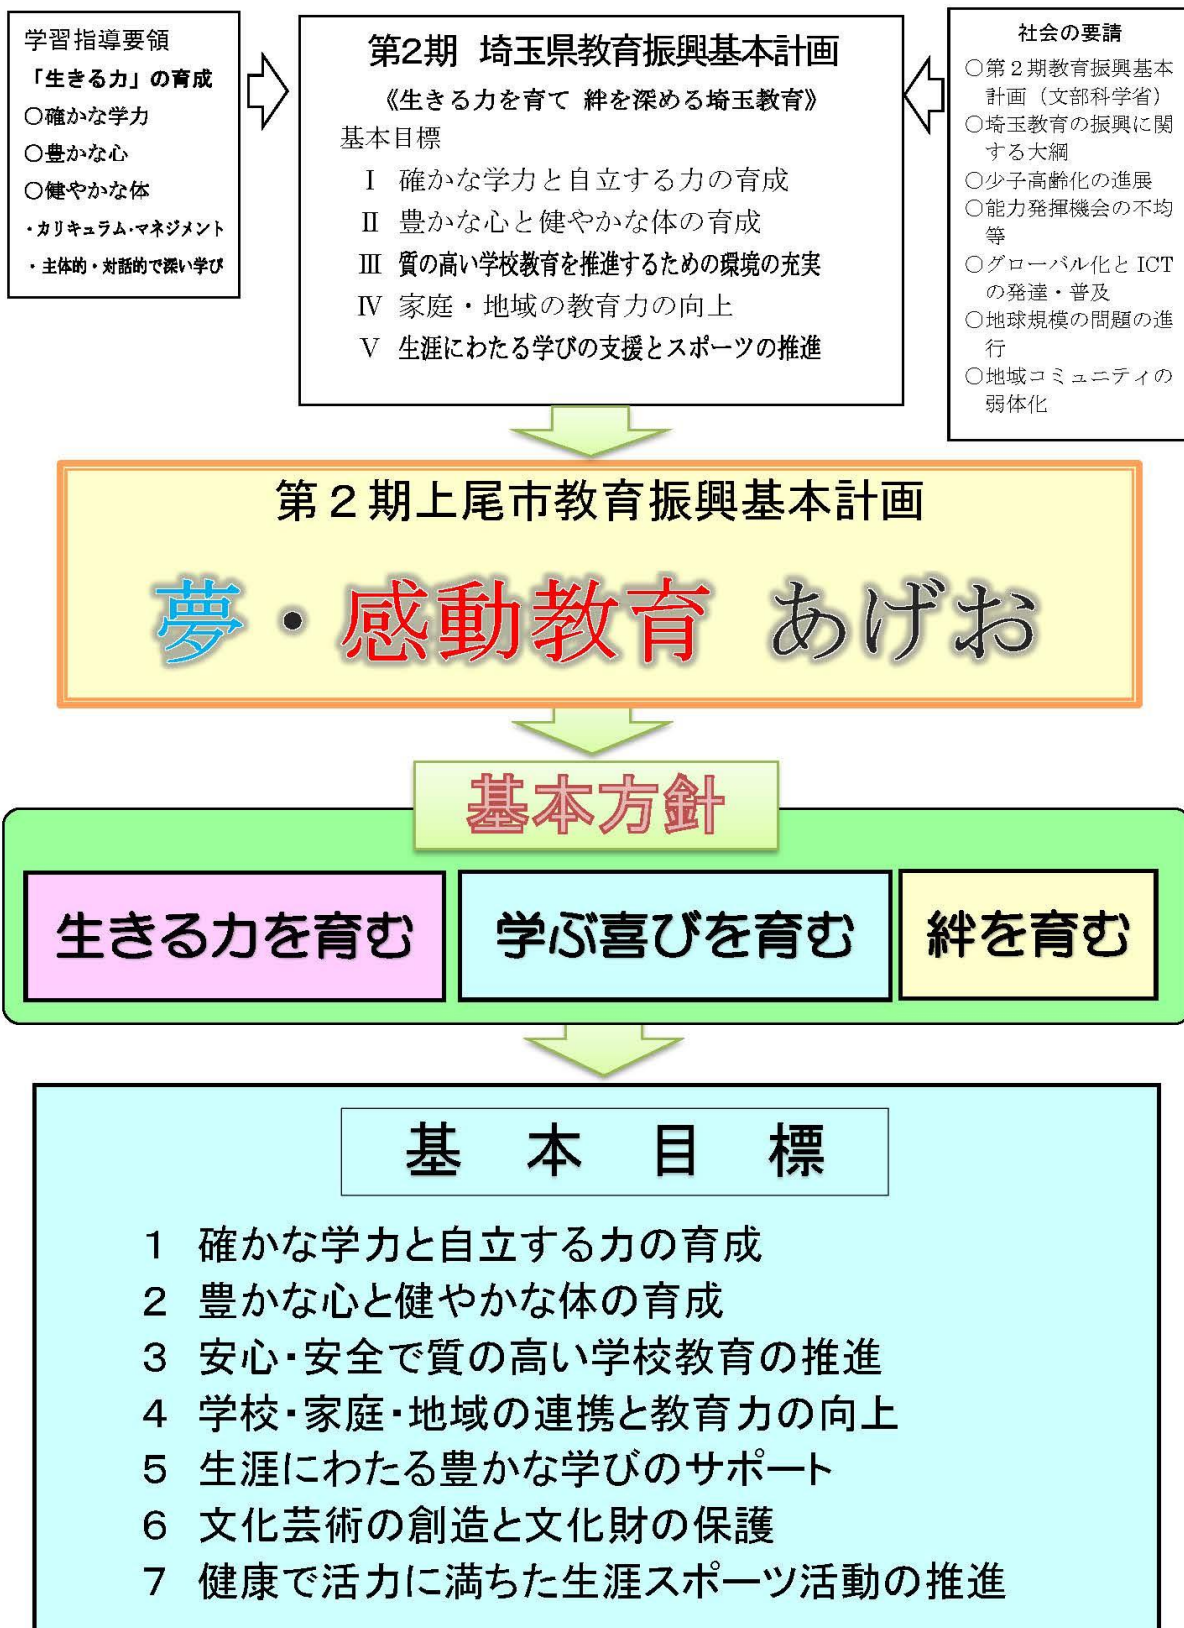 学習指導要領
「生きる力」の育成
○確かな学力
○豊かな心
○健やかな体
・カリキュラム・マネジメント
・主体的・対話的で深い学び
第2期 埼玉県教育振興基本計画
《生きる力を育て 絆を深める埼玉教育》
基本目標
Ⅰ 確かな学力と自立する力の育成
Ⅱ 豊かな心と健やかな体の育成
Ⅲ 質の高い学校教育を推進するための環境の充実
Ⅳ 家庭・地域の教育力の向上
Ⅴ 生涯にわたる学びの支援とスポーツの推進
社会の要請
○第２期教育振興基本
計画（文部科学省）
○埼玉教育の振興に関
する大綱
○少子高齢化の進展
○能力発揮機会の不均
等
○グローバル化と ICT
の発達・普及
○地球規模の問題の進
行
○地域コミュニティの
弱体化
第２期上尾市教育振興基本計画
夢・感動教育 あげお
基本方針
生きる力を育む
学ぶ喜びを育む
絆を育む
基 本 目 標
1 確かな学力と自立する力の育成
2 豊かな心と健やかな体の育成
3 安心・安全で質の高い学校教育の推進
4 学校・家庭・地域の連携と教育力の向上
5 生涯にわたる豊かな学びのサポート
6 文化芸術の創造と文化財の保護
7 健康で活力に満ちた生涯スポーツ活動の推進